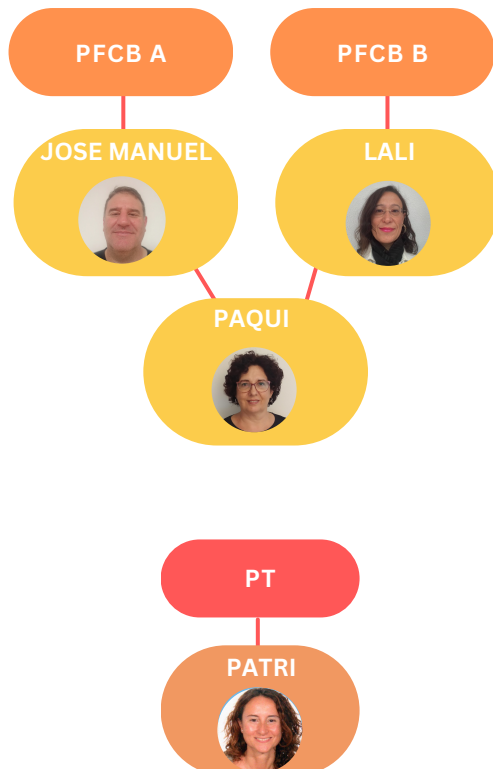 PFCB A
PFCB B
JOSE MANUEL
LALI
PAQUI
PT
PATRI